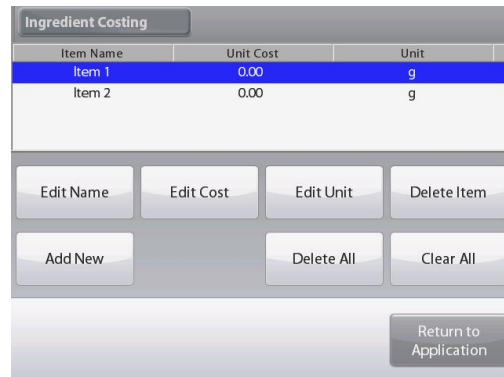 Ingredient Costing
Item Name Unit Cost Unit
Item 1 0.00 g
Item 2 0.00 g
Edit Name Edit Cost Edit Unit Delete Item
Add New Delete All Clear All
Return to
Application